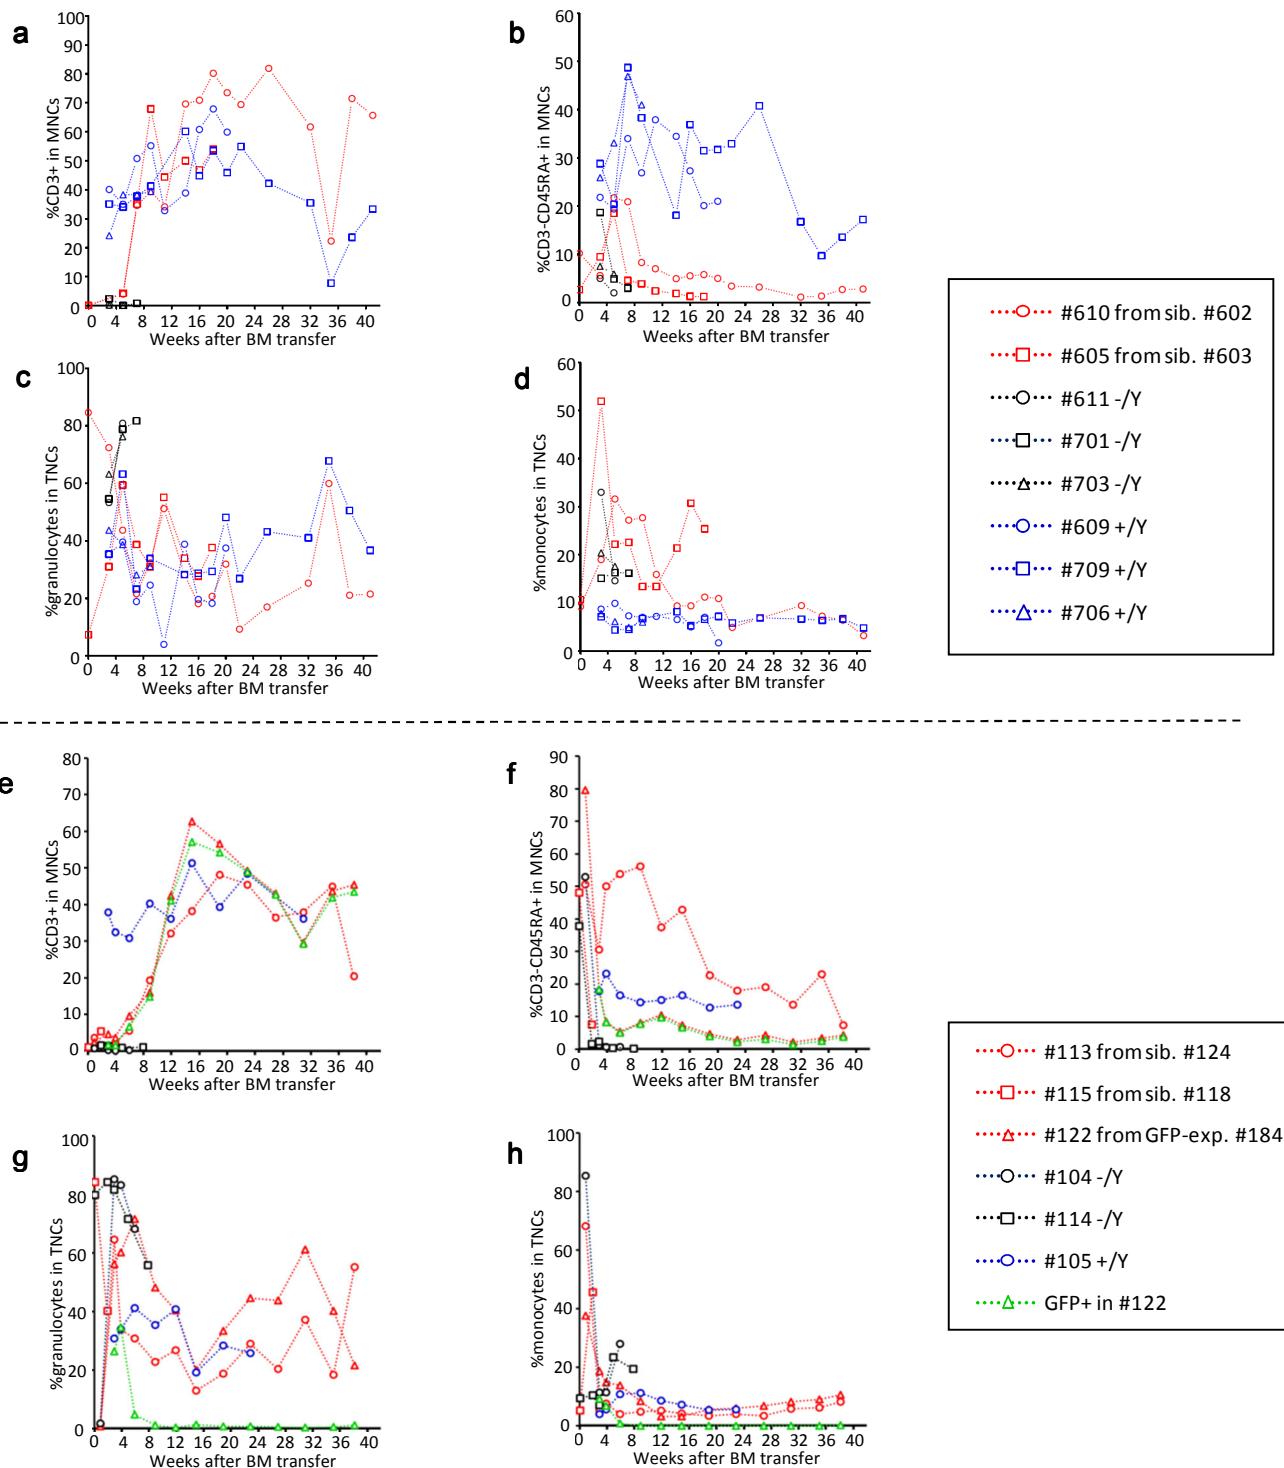 a
%CD3+ in MNCs
100
90
80
70
60
50
40
30
20
10
0
0 4 8 12 16 20 24 28 32 36 40
Weeks after BM transfer
b
%CD3-CD45RA+ in MNCs
60
50
40
30
20
10
0
0 4 8 12 16 20 24 28 32 36 40
Weeks after BM transfer
c
%granulocytes in TNCs
100
80
60
40
20
0
0 4 8 12 16 20 24 28 32 36 40
Weeks after BM transfer
d
%monocytes in TNCs
60
50
40
30
20
10
0
0 4 8 12 16 20 24 28 32 36 40
Weeks after BM transfer
#610 from sib. #602
#605 from sib. #603
#611 -/Y
#701 -/Y
#703 -/Y
#609 +/Y
#709 +/Y
#706 +/Y
e
%CD3+ in MNCs
80
70
60
50
40
30
20
10
0
0 4 8 12 16 20 24 28 32 36 40
Weeks after BM transfer
f
%CD3-CD45RA+ in MNCs
90
80
70
60
50
40
30
20
10
0
0 4 8 12 16 20 24 28 32 36 40
Weeks after BM transfer
g
%granulocytes in TNCs
100
80
60
40
20
0
0 4 8 12 16 20 24 28 32 36 40
Weeks after BM transfer
h
%monocytes in TNCs
100
80
60
40
20
0
0 4 8 12 16 20 24 28 32 36 40
Weeks after BM transfer
#113 from sib. #124
#115 from sib. #118
#122 from GFP-exp. #184
#104 -/Y
#114 -/Y
#105 +/Y
GFP+ in #122